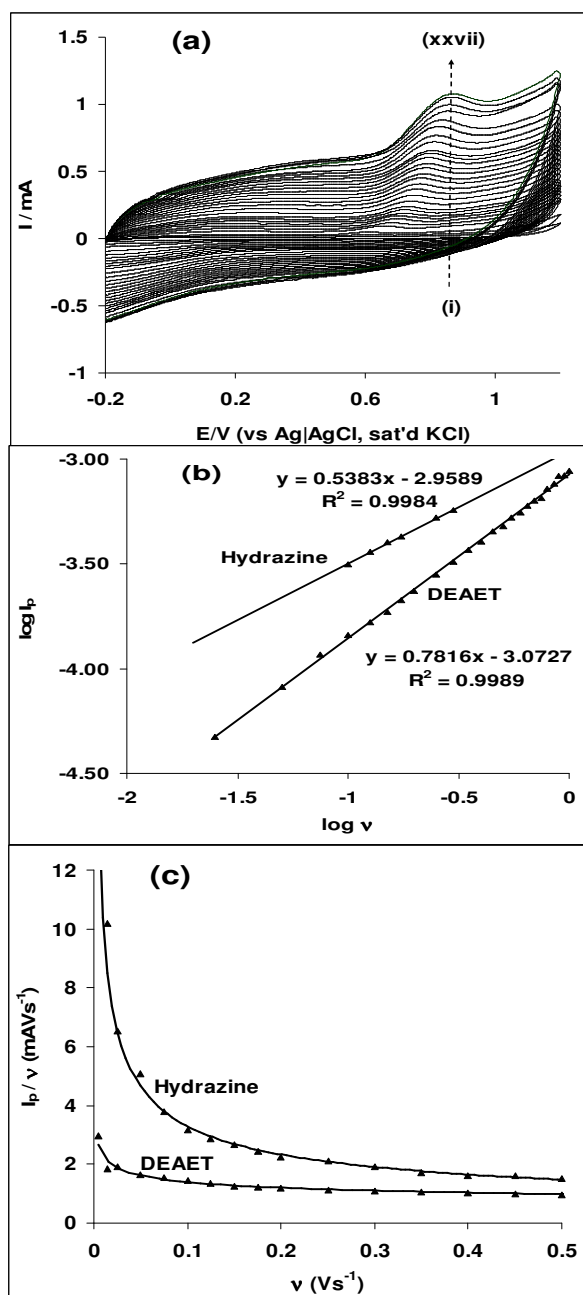 (a)
(xxvii)
1.5
1
0.5
0
-0.5
-1
I / mA
(i)
-0.2 0.2 0.6 1
E/V (vs Ag|AgCl, sat'd KCl)
(b)
-3.00
-3.50
-4.00
-4.50
log Ip
y = 0.5383x - 2.9589
R² = 0.9984
Hydrazine
DEAET
y = 0.7816x - 3.0727
R² = 0.9989
-2 -1.5 -1 -0.5 0
log ν
(c)
12
10
8
6
4
2
0
Ip / ν (mAVs⁻¹)
Hydrazine
DEAET
0 0.1 0.2 0.3 0.4 0.5
ν (Vs⁻¹)